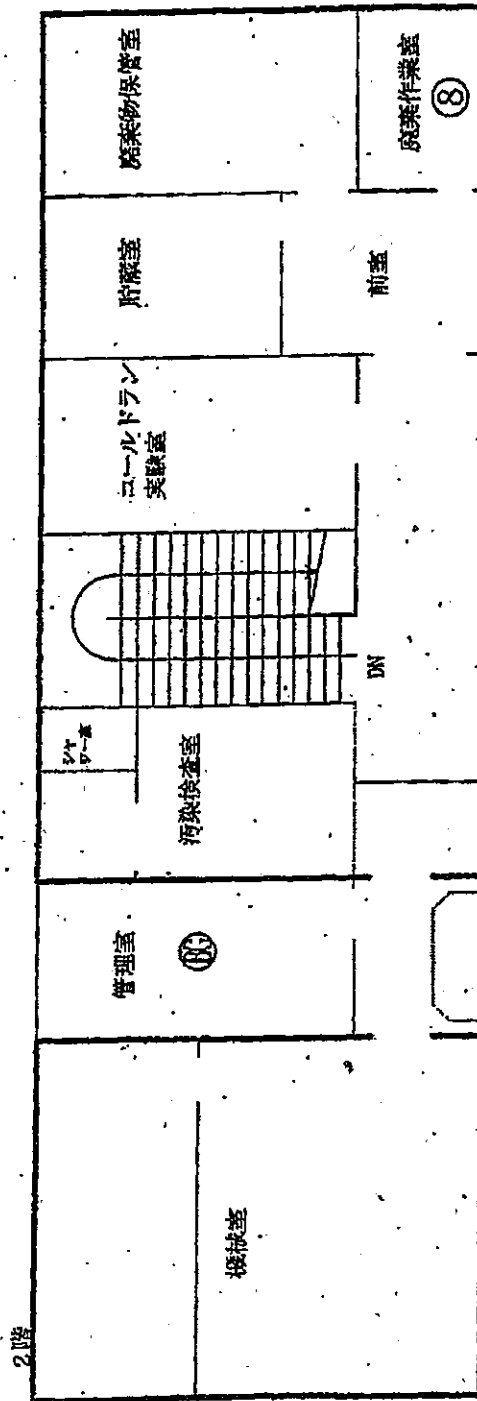 2階
機械室
管理室
BG
シャ
ワー室
汚染検査室
DN
コールドラン
実験室
貯蔵室
前室
廃棄物保管室
廃棄作業室
⑧